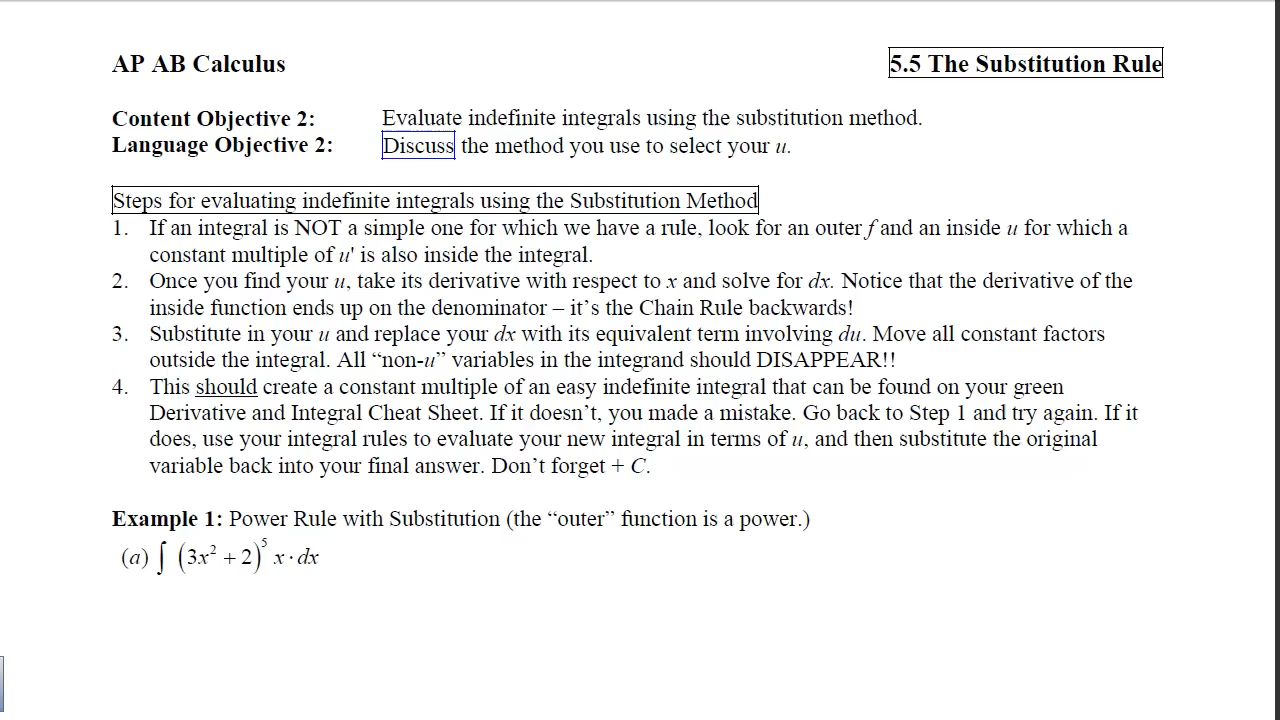 AP AB Calculus
5.5 The Substitution Rule
Content Objective 2: Evaluate indefinite integrals using the substitution method.
Language Objective 2: Discuss the method you use to select your u.
Steps for evaluating indefinite integrals using the Substitution Method
1. If an integral is NOT a simple one for which we have a rule, look for an outer f and an inside u for which a
constant multiple of u' is also inside the integral.
2. Once you find your u, take its derivative with respect to x and solve for dx. Notice that the derivative of the
inside function ends up on the denominator – it’s the Chain Rule backwards!
3. Substitute in your u and replace your dx with its equivalent term involving du. Move all constant factors
outside the integral. All “non-u” variables in the integrand should DISAPPEAR!!
4. This should create a constant multiple of an easy indefinite integral that can be found on your green
Derivative and Integral Cheat Sheet. If it doesn’t, you made a mistake. Go back to Step 1 and try again. If it
does, use your integral rules to evaluate your new integral in terms of u, and then substitute the original
variable back into your final answer. Don’t forget + C.
Example 1: Power Rule with Substitution (the “outer” function is a power.)
(a) ∫ (3x² + 2)⁵ x · dx